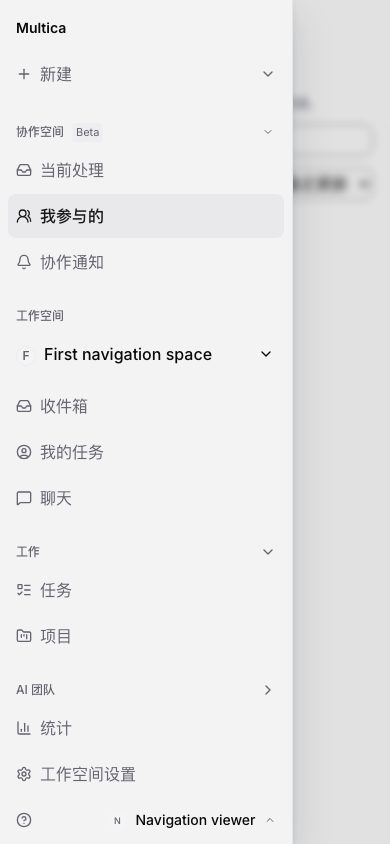 Multica
新建
协作空间 Beta
当前处理
我参与的
协作通知
工作空间
F First navigation space
收件箱
我的任务
聊天
工作
任务
项目
AI 团队
统计
工作空间设置
N Navigation viewer